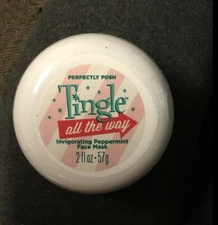 PERFECTLY POSH
Tingle
all the way
Invigorating Peppermint
Face Mask
2 fl oz • 57g